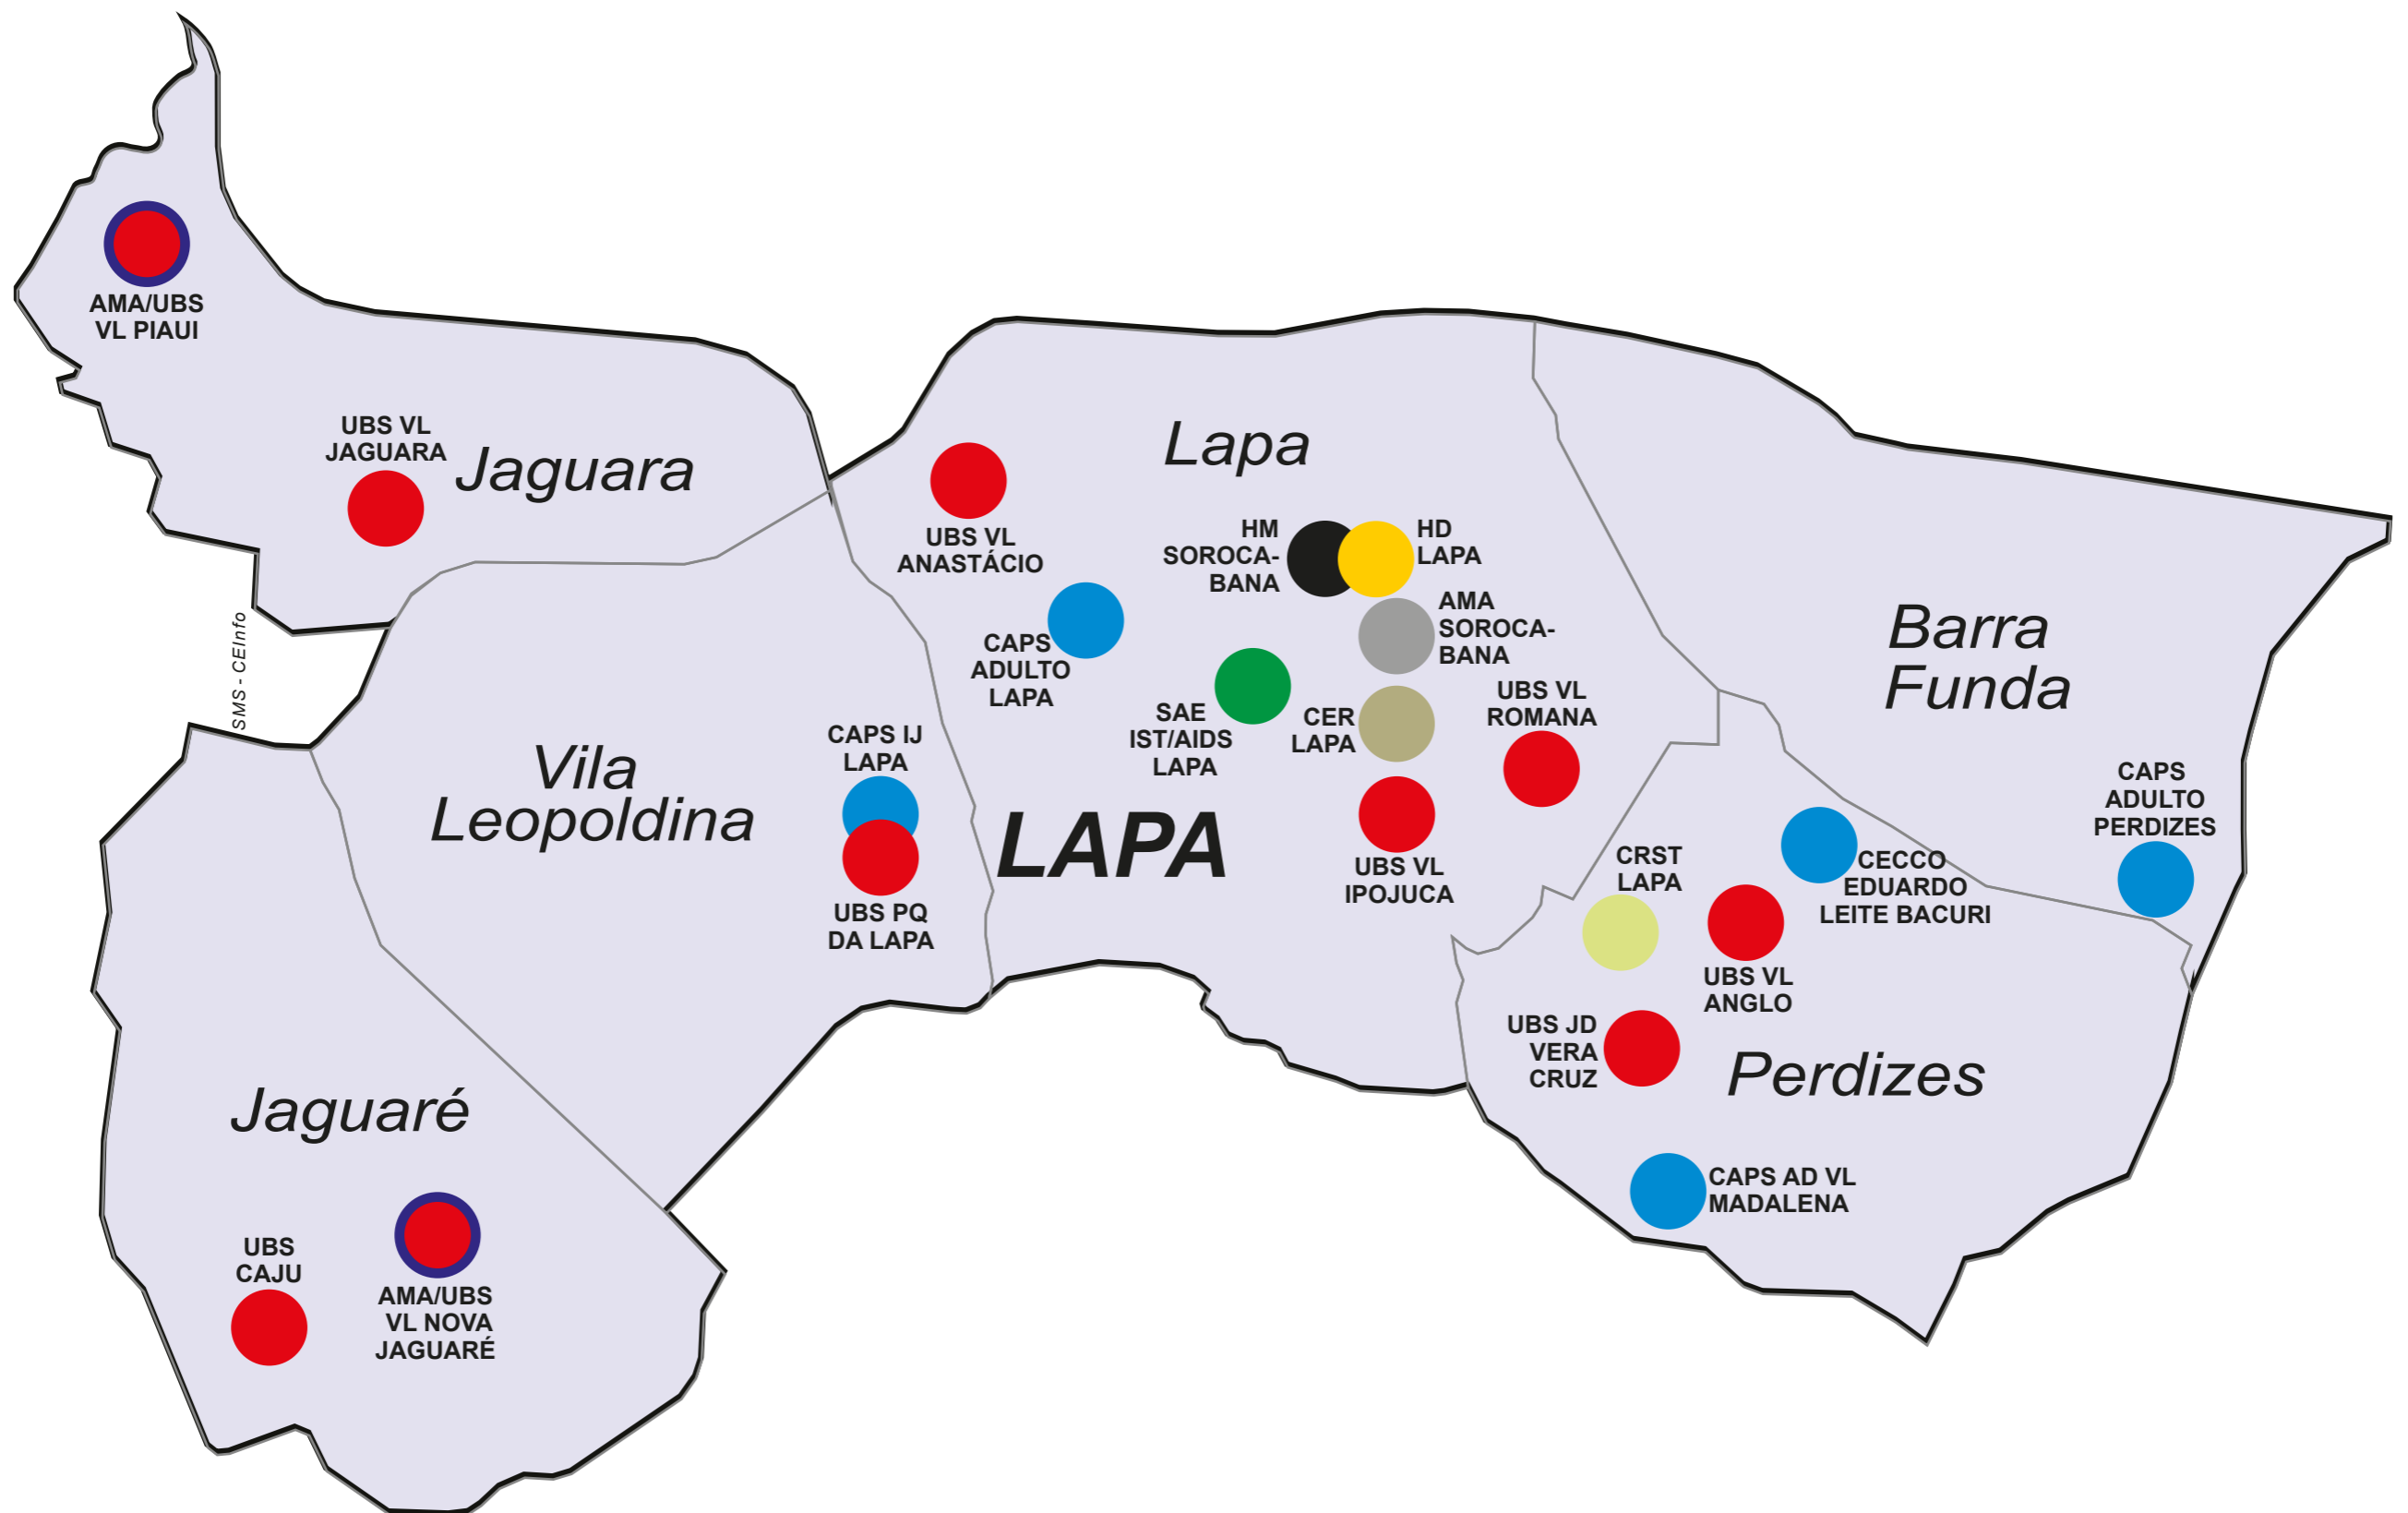 AMA/UBS
VL PIAUI
UBS VL
JAGUARA
Jaguara
Lapa
UBS VL
ANASTÁCIO
HM
SOROCA-
BANA
HD
LAPA
AMA
SOROCA-
BANA
CAPS
ADULTO
LAPA
SAE
IST/AIDS
LAPA
CER
LAPA
UBS VL
ROMANA
Barra
Funda
SMS - CEInfo
Vila
Leopoldina
CAPS IJ
LAPA
UBS PQ
DA LAPA
LAPA
UBS VL
IPOJUCA
CAPS
ADULTO
PERDIZES
CRST
LAPA
CECCO
EDUARDO
LEITE BACURI
UBS VL
ANGLO
UBS JD
VERA
CRUZ
Perdizes
CAPS AD VL
MADALENA
Jaguaré
UBS
CAJU
AMA/UBS
VL NOVA
JAGUARÉ